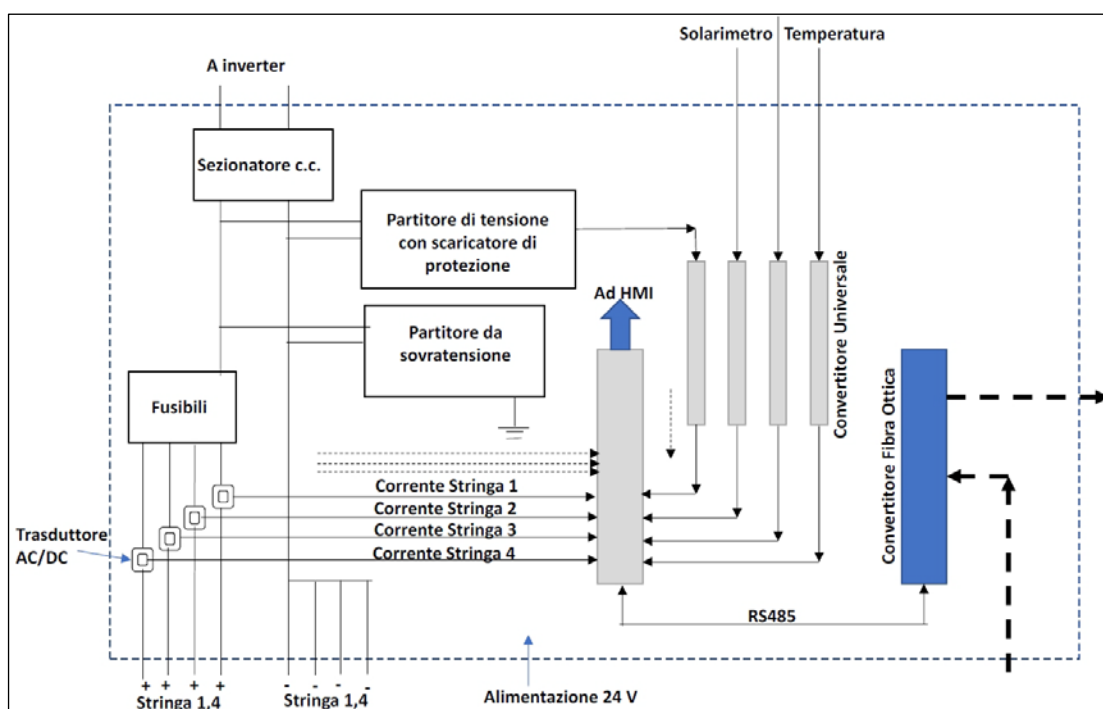 Solarimetro Temperatura
A inverter
Sezionatore c.c.
Partitore di tensione
con scaricatore di
protezione
Ad HMI
Convertitore Universale
Partitore da
sovratensione
Fusibili
Convertitore Fibra Ottica
Corrente Stringa 1
Corrente Stringa 2
Corrente Stringa 3
Corrente Stringa 4
Trasduttore
AC/DC
RS485
+ + + +
- - - -
Stringa 1,4
Stringa 1,4
Alimentazione 24 V